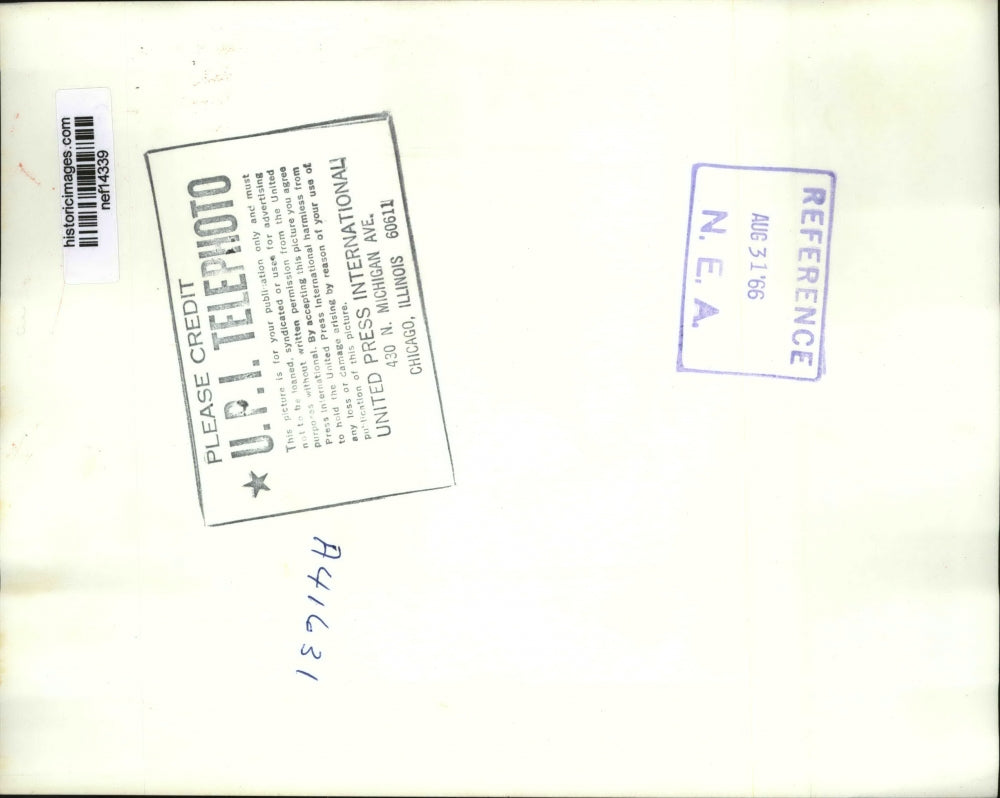 historicimages.com
nef14339
PLEASE CREDIT
★ U.P.I. TELEPHOTO
This picture is for your publication only and must
not to be loaned, syndicated or used for advertising
purposes without written permission from the United
Press International. By accepting this picture you agree
to hold the United Press International harmless from
any loss or damage arising by reason of your use of
publication of this picture.
UNITED PRESS INTERNATIONAL
430 N. MICHIGAN AVE.
CHICAGO, ILLINOIS 60611
REFERENCE
AUG 31 '66
N. E. A.
A41631